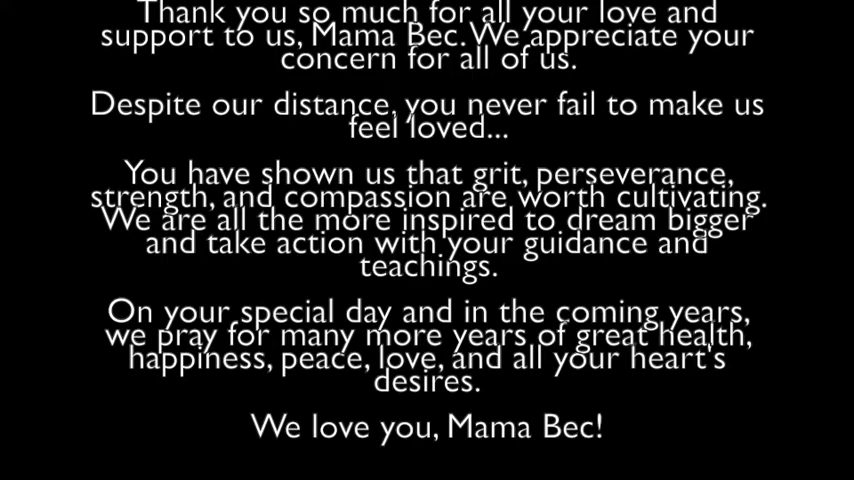 Thank you so much for all your love and
support to us, Mama Bec. We appreciate your
concern for all of us.
Despite our distance, you never fail to make us
feel loved...
You have shown us that grit, perseverance,
strength, and compassion are worth cultivating.
We are all the more inspired to dream bigger
and take action with your guidance and
teachings.
On your special day and in the coming years,
we pray for many more years of great health,
happiness, peace, love, and all your heart's
desires.
We love you, Mama Bec!